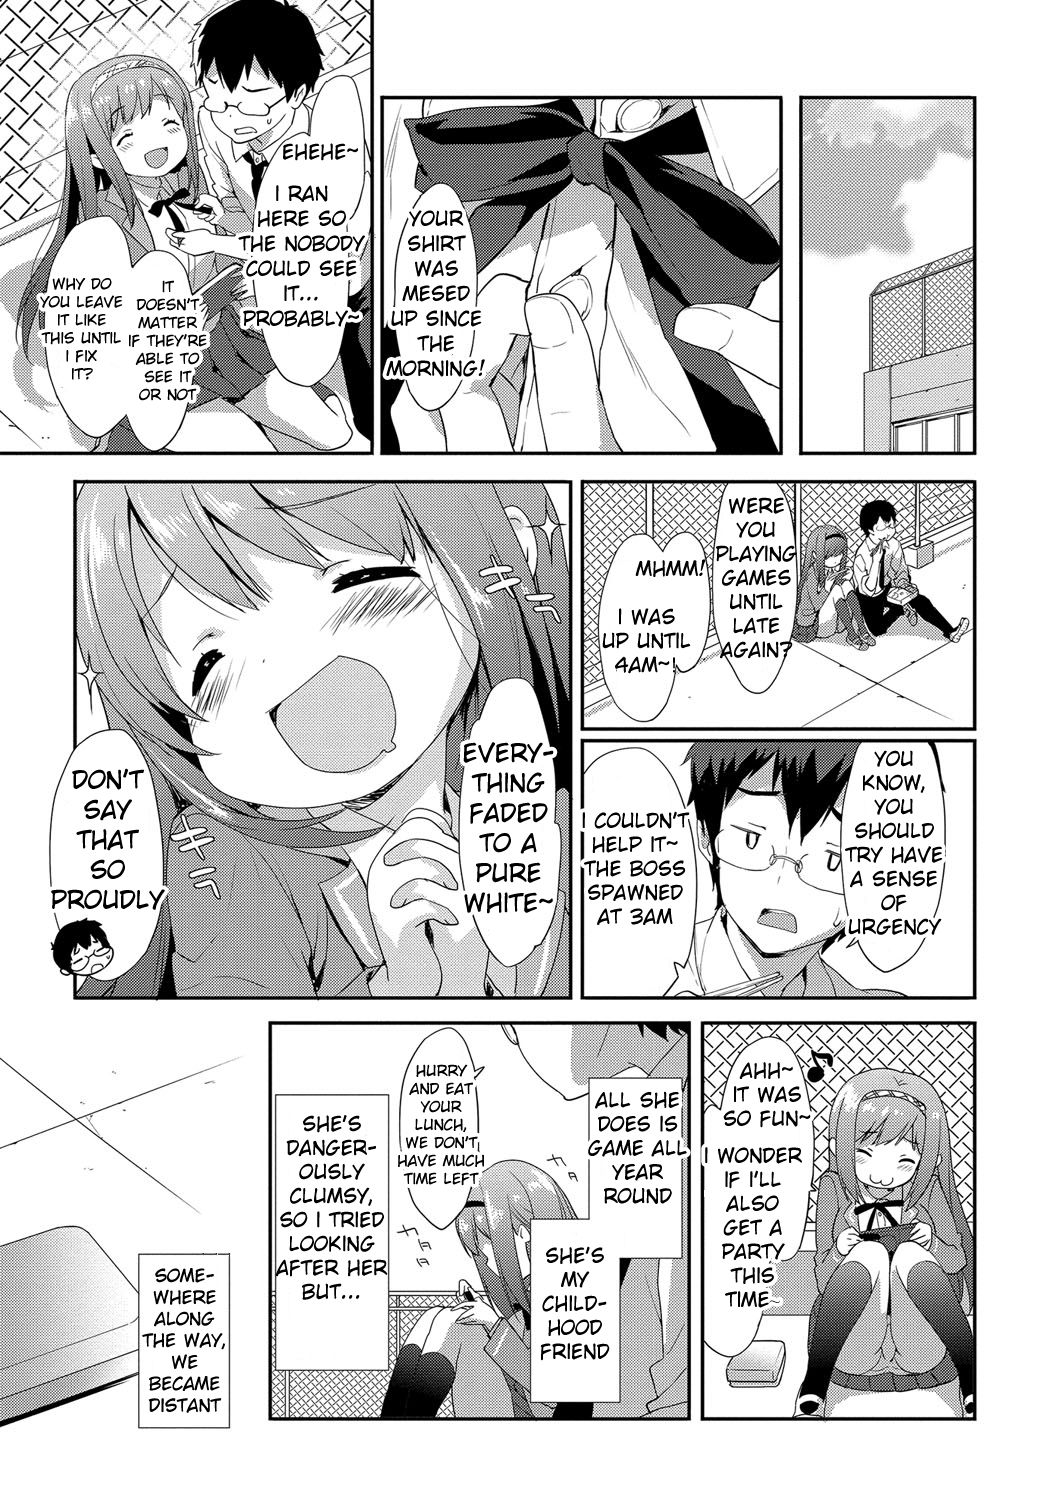 YOUR
SHIRT
WAS
MESED
UP SINCE
THE
MORNING!
EHEHE~
I RAN
HERE SO
THE NOBODY
COULD SEE
IT...
PROBABLY~
IT
DOESN'T
MATTER
IF THEY'RE
ABLE TO
SEE IT
OR NOT
WHY DO
YOU LEAVE
IT LIKE
THIS UNTIL
I FIX
IT?
WERE
YOU
PLAYING
GAMES
UNTIL
LATE
AGAIN?
MHMM!
I WAS
UP UNTIL
4AM~!
YOU
KNOW,
YOU
SHOULD
TRY HAVE
A SENSE
OF
URGENCY
I COULDN'T
HELP IT~
THE BOSS
SPAWNED
AT 3AM
EVERY-
THING
FADED
TO A
PURE
WHITE~
DON'T
SAY
THAT
SO
PROUDLY
AHH~
IT WAS
SO FUN~
I WONDER
IF I'LL
ALSO
GET A
PARTY
THIS
TIME~
ALL SHE
DOES IS
GAME ALL
YEAR
ROUND
SHE'S
MY
CHILD-
HOOD
FRIEND
HURRY
AND EAT
YOUR
LUNCH,
WE DON'T
HAVE MUCH
TIME LEFT
カタ
カタ
SHE'S
DANGER-
OUSLY
CLUMSY,
SO I TRIED
LOOKING
AFTER HER
BUT...
SOME-
WHERE
ALONG
THE WAY,
WE
BECAME
DISTANT